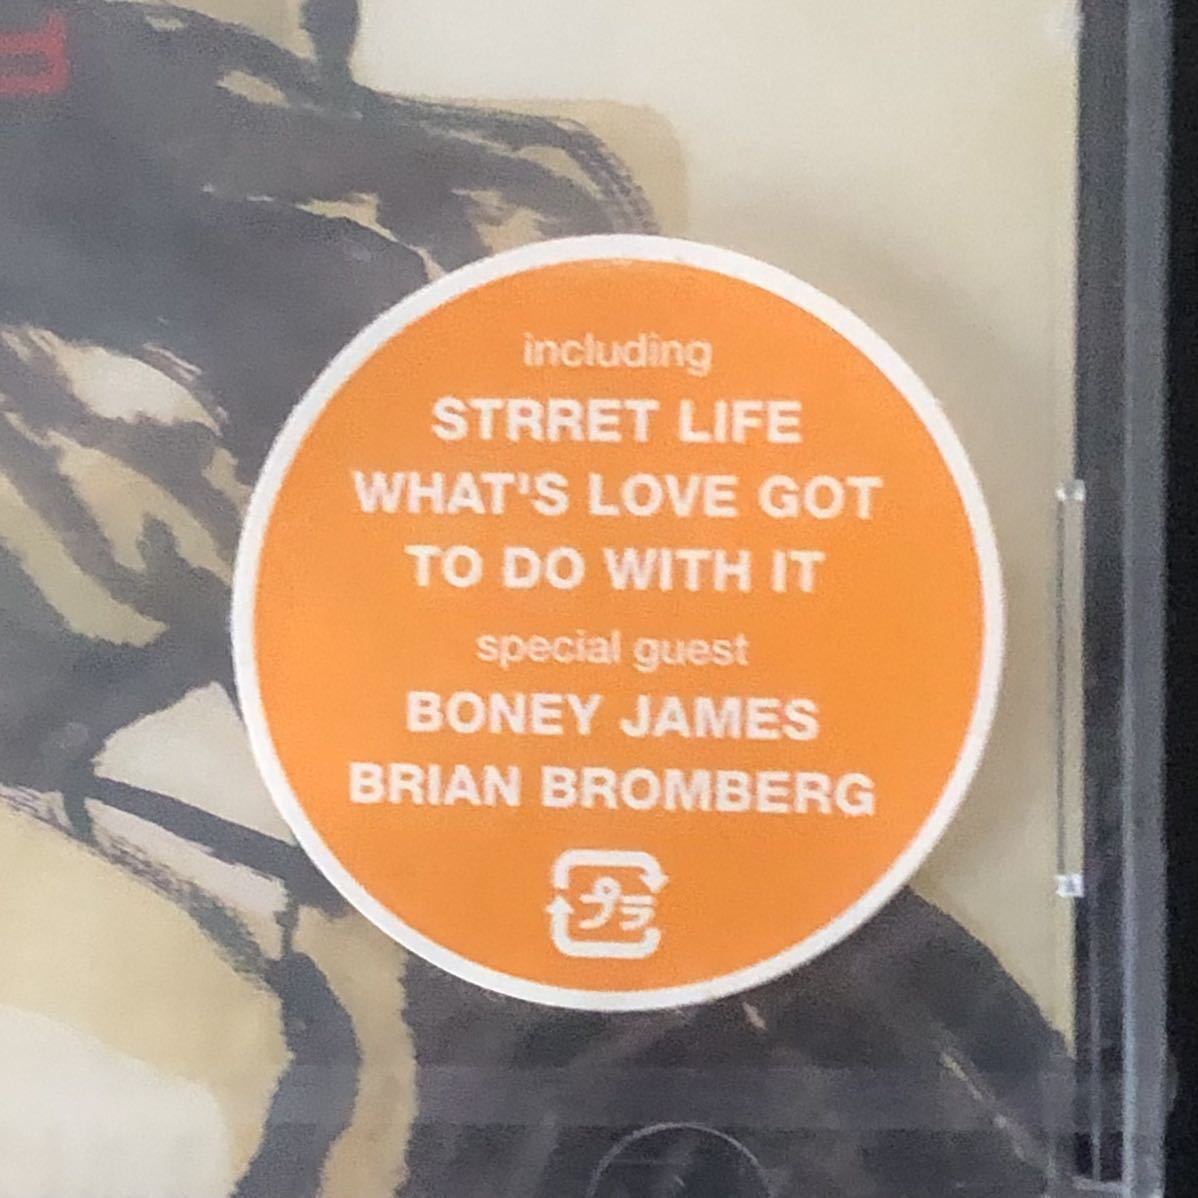 including
STRRET LIFE
WHAT'S LOVE GOT
TO DO WITH IT
special guest
BONEY JAMES
BRIAN BROMBERG
プラ